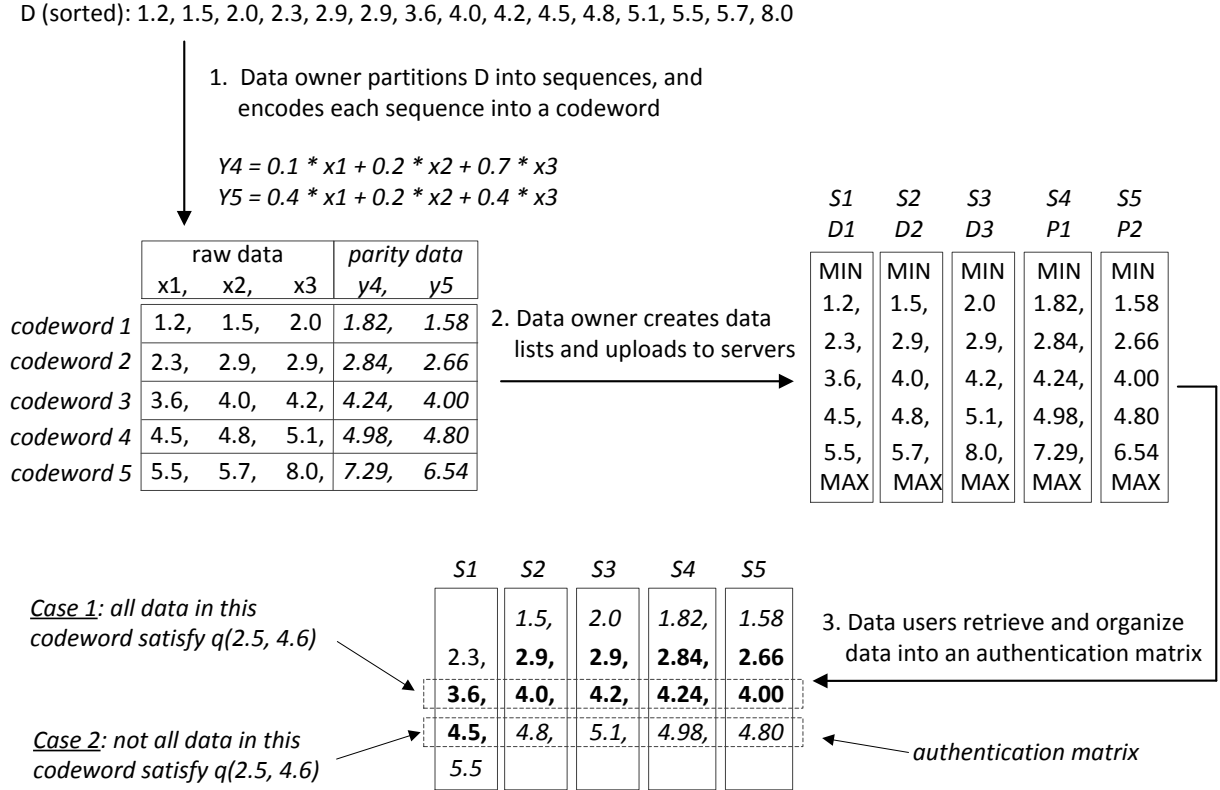 D (sorted): 1.2, 1.5, 2.0, 2.3, 2.9, 2.9, 3.6, 4.0, 4.2, 4.5, 4.8, 5.1, 5.5, 5.7, 8.0
1. Data owner partitions D into sequences, and
encodes each sequence into a codeword
Y4 = 0.1 * x1 + 0.2 * x2 + 0.7 * x3
Y5 = 0.4 * x1 + 0.2 * x2 + 0.4 * x3
raw data parity data
x1, x2, x3 y4, y5
codeword 1 1.2, 1.5, 2.0 1.82, 1.58
codeword 2 2.3, 2.9, 2.9, 2.84, 2.66
codeword 3 3.6, 4.0, 4.2, 4.24, 4.00
codeword 4 4.5, 4.8, 5.1, 4.98, 4.80
codeword 5 5.5, 5.7, 8.0, 7.29, 6.54
2. Data owner creates data
lists and uploads to servers
S1 S2 S3 S4 S5
D1 D2 D3 P1 P2
MIN MIN MIN MIN MIN
1.2, 1.5, 2.0 1.82, 1.58
2.3, 2.9, 2.9, 2.84, 2.66
3.6, 4.0, 4.2, 4.24, 4.00
4.5, 4.8, 5.1, 4.98, 4.80
5.5, 5.7, 8.0, 7.29, 6.54
MAX MAX MAX MAX MAX
3. Data users retrieve and organize
data into an authentication matrix
S1 S2 S3 S4 S5
1.5, 2.0 1.82, 1.58
2.3, 2.9, 2.9, 2.84, 2.66
3.6, 4.0, 4.2, 4.24, 4.00
4.5, 4.8, 5.1, 4.98, 4.80
5.5
Case 1: all data in this
codeword satisfy q(2.5, 4.6)
Case 2: not all data in this
codeword satisfy q(2.5, 4.6)
authentication matrix